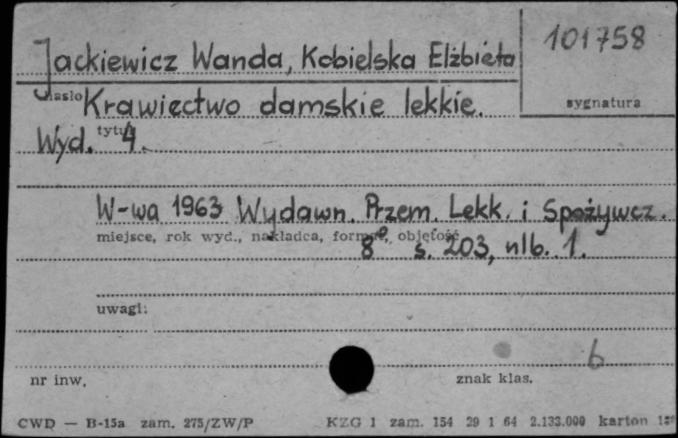 101758
Jackiewicz Wanda, Kobielska Elżbieta
hasło Krawiectwo damskie lekkie. sygnatura
tytuł
Wyd. 4.
W-wa 1963 Wydawn. Przem. Lekk. i Spożywcz.
miejsce, rok wyd., nakładca, format, objętość
8° s. 203, nlb. 1.
uwagi:
6
nr inw. znak klas.
CWD — B-15a zam. 275/ZW/P KZG 1 zam. 154 29 1 64 2.133.000 karton